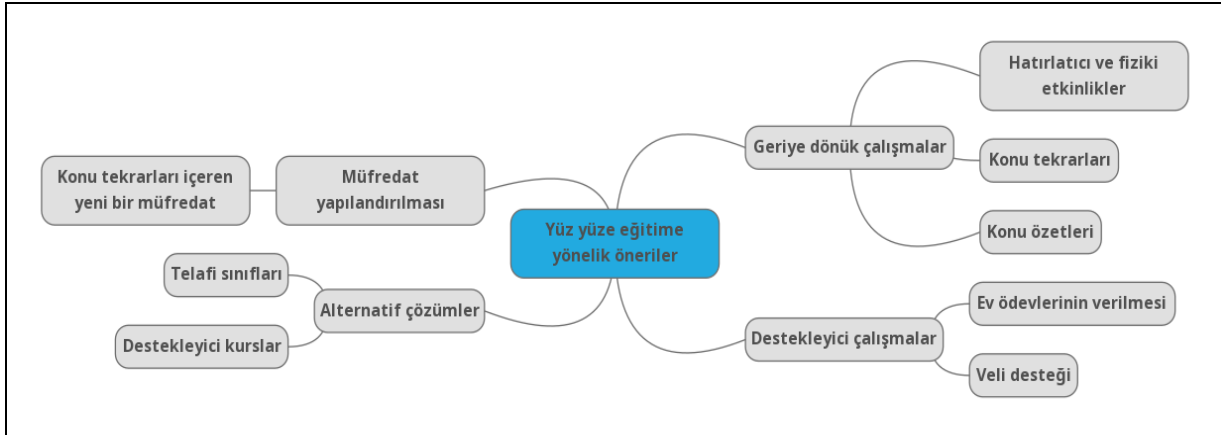 Hatırlatıcı ve fiziki
etkinlikler
Geriye dönük çalışmalar
Konu tekrarları
Konu özetleri
Konu tekrarları içeren
yeni bir müfredat
Müfredat
yapılandırılması
Yüz yüze eğitime
yönelik öneriler
Telafi sınıfları
Alternatif çözümler
Destekleyici kurslar
Ev ödevlerinin verilmesi
Destekleyici çalışmalar
Veli desteği